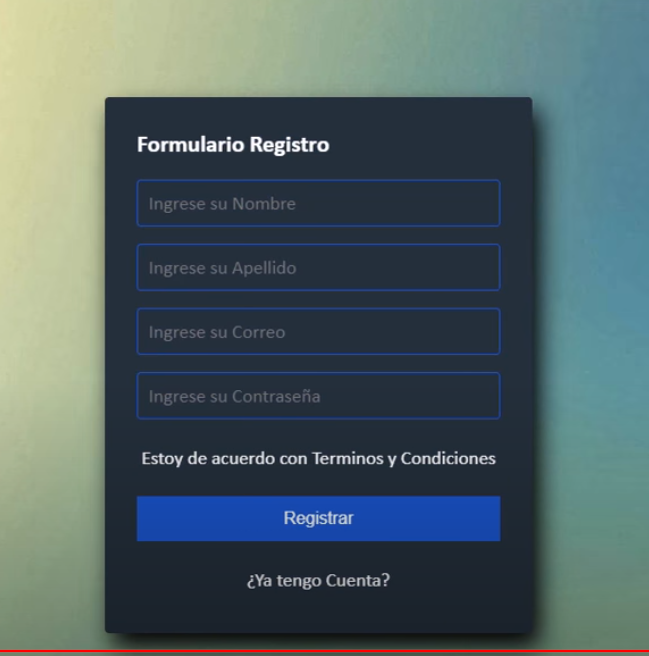 Formulario Registro
Ingrese su Nombre
Ingrese su Apellido
Ingrese su Correo
Ingrese su Contraseña
Estoy de acuerdo con Terminos y Condiciones
Registrar
¿Ya tengo Cuenta?